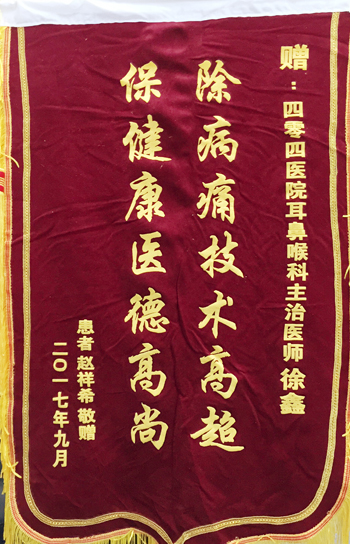 赠：四零四医院耳鼻喉科主治医师徐鑫
除病痛技术高超
保健康医德高尚
患者 赵祥希 敬赠
二〇一七年九月